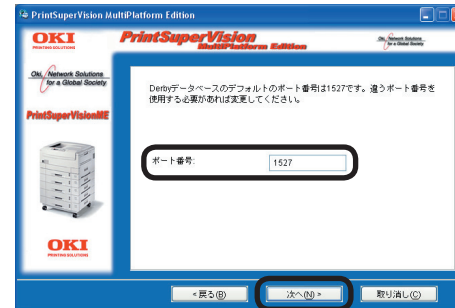 PrintSuperVision MultiPlatform Edition
OKI
PRINTING SOLUTIONS
PrintSuperVision
MultiPlatform Edition
Oki, Network Solutions
for a Global Society
Oki, Network Solutions
for a Global Society
PrintSuperVisionME
Derbyデータベースのデフォルトのポート番号は1527です。違うポート番号を
使用する必要があれば変更してください。
ポート番号:
1527
OKI
PRINTING SOLUTIONS
<戻る(B)
次へ(N)>
取り消し(C)